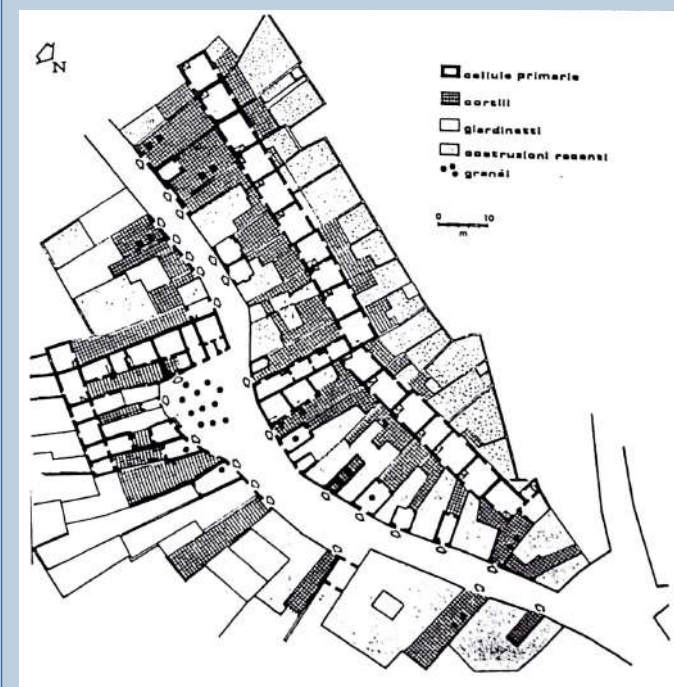 N
cellule primarie
cortili
giardinetti
costruzioni recenti
granai
0 10
m